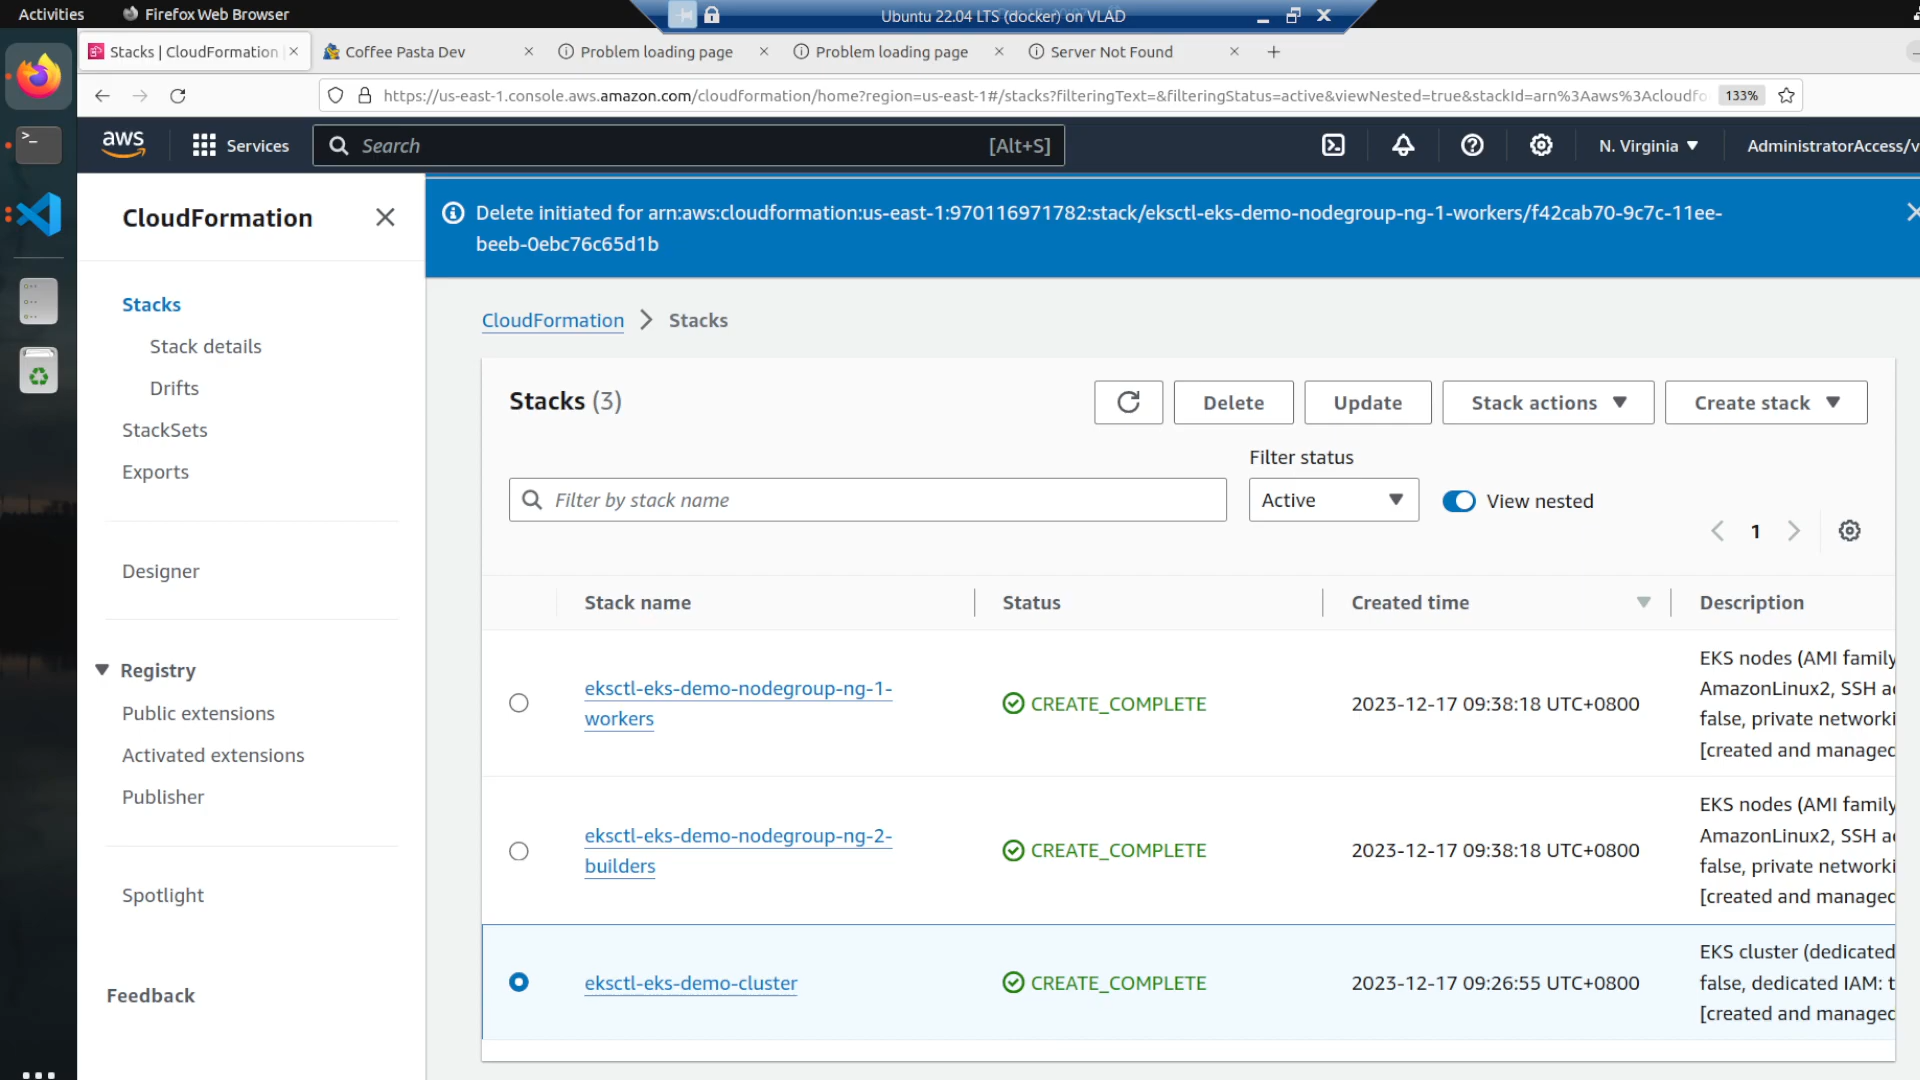 Activities
Firefox Web Browser
Ubuntu 22.04 LTS (docker) on VLAD
Stacks | CloudFormation
Coffee Pasta Dev
Problem loading page
Problem loading page
Server Not Found
https://us-east-1.console.aws.amazon.com/cloudformation/home?region=us-east-1#/stacks?filteringText=&filteringStatus=active&viewNested=true&stackId=arn%3Aaws%3Acloudfo
133%
aws
Services
Search
[Alt+S]
N. Virginia
AdministratorAccess/v
CloudFormation
Stacks
Stack details
Drifts
StackSets
Exports
Designer
Registry
Public extensions
Activated extensions
Publisher
Spotlight
Feedback
Delete initiated for arn:aws:cloudformation:us-east-1:970116971782:stack/eksctl-eks-demo-nodegroup-ng-1-workers/f42cab70-9c7c-11ee-
beeb-0ebc76c65d1b
CloudFormation
Stacks
Stacks (3)
Delete
Update
Stack actions
Create stack
Filter status
Filter by stack name
Active
View nested
1
Stack name
Status
Created time
Description
eksctl-eks-demo-nodegroup-ng-1-
workers
CREATE_COMPLETE
2023-12-17 09:38:18 UTC+0800
EKS nodes (AMI family
AmazonLinux2, SSH ac
false, private networki
[created and managed
eksctl-eks-demo-nodegroup-ng-2-
builders
CREATE_COMPLETE
2023-12-17 09:38:18 UTC+0800
EKS nodes (AMI family
AmazonLinux2, SSH ac
false, private networki
[created and managed
eksctl-eks-demo-cluster
CREATE_COMPLETE
2023-12-17 09:26:55 UTC+0800
EKS cluster (dedicated
false, dedicated IAM: t
[created and managed